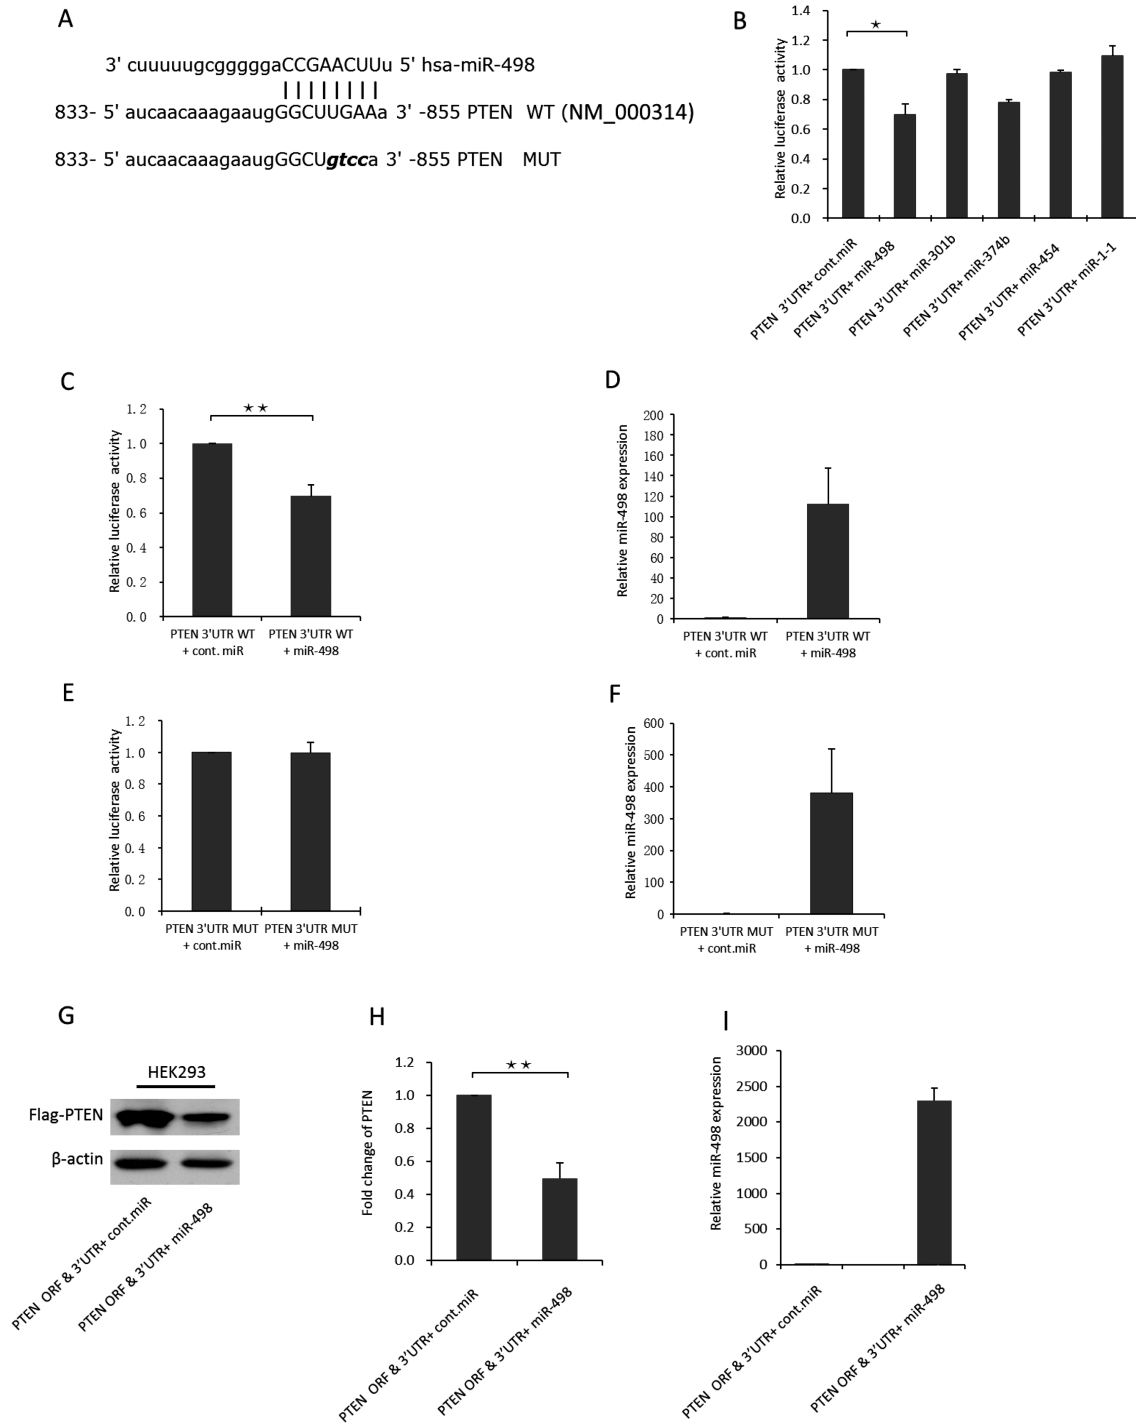 A
3' cuuuuugcgggggaCCGAACUUu 5' hsa-miR-498
833- 5' aucaacaaagaaugGGCUUGAAa 3' -855 PTEN WT (NM_000314)
833- 5' aucaacaaagaaugGGCUgtcca 3' -855 PTEN MUT
B
Relative luciferase activity
1.4
1.2
1.0
0.8
0.6
0.4
0.2
0.0
★
PTEN 3'UTR+ cont.miR
PTEN 3'UTR+ miR-498
PTEN 3'UTR+ miR-301b
PTEN 3'UTR+ miR-374b
PTEN 3'UTR+ miR-454
PTEN 3'UTR+ miR-1-1
C
Relative luciferase activity
1.2
1.0
0.8
0.6
0.4
0.2
0.0
★★
PTEN 3'UTR WT
+ cont. miR
PTEN 3'UTR WT
+ miR-498
D
Relative miR-498 expression
200
180
160
140
120
100
80
60
40
20
0
PTEN 3'UTR WT
+ cont. miR
PTEN 3'UTR WT
+ miR-498
E
Relative luciferase activity
1.2
1.0
0.8
0.6
0.4
0.2
0.0
PTEN 3'UTR MUT
+ cont.miR
PTEN 3'UTR MUT
+ miR-498
F
Relative miR-498 expression
600
500
400
300
200
100
0
PTEN 3'UTR MUT
+ cont.miR
PTEN 3'UTR MUT
+ miR-498
G
HEK293
Flag-PTEN
β-actin
PTEN ORF & 3'UTR+ cont.miR
PTEN ORF & 3'UTR+ miR-498
H
Fold change of PTEN
1.2
1.0
0.8
0.6
0.4
0.2
0.0
★★
PTEN ORF & 3'UTR+ cont.miR
PTEN ORF & 3'UTR+ miR-498
I
Relative miR-498 expression
3000
2500
2000
1500
1000
500
0
PTEN ORF & 3'UTR+ cont.miR
PTEN ORF & 3'UTR+ miR-498